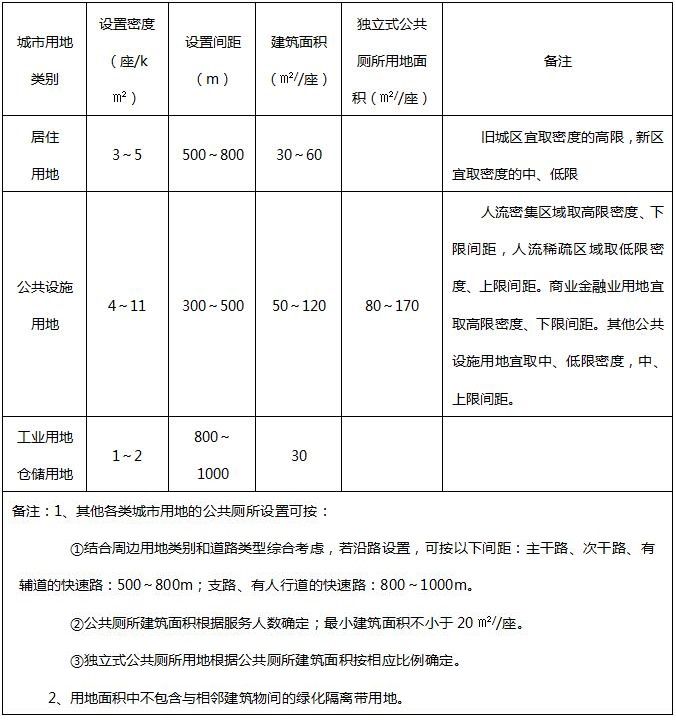 城市用地
类别
设置密度
（座/k
㎡）
设置间距
（m）
建筑面积
（㎡/座）
独立式公共
厕所用地面
积（㎡/座）
备注
居住
用地
3～5
500～800
30～60
旧城区宜取密度的高限，新区
宜取密度的中、低限
公共设施
用地
4～11
300～500
50～120
80～170
人流密集区域取高限密度、下
限间距，人流稀疏区域取低限密
度、上限间距。商业金融业用地宜
取高限密度、下限间距。其他公共
设施用地宜取中、低限密度，中、
上限间距。
工业用地
仓储用地
1～2
800～
1000
30
备注：1、其他各类城市用地的公共厕所设置可按：
①结合周边用地类别和道路类型综合考虑，若沿路设置，可按以下间距：主干路、次干路、有
辅道的快速路：500～800m；支路、有人行道的快速路：800～1000m。
②公共厕所建筑面积根据服务人数确定；最小建筑面积不小于 20 ㎡/座。
③独立式公共厕所用地根据公共厕所建筑面积按相应比例确定。
2、用地面积中不包含与相邻建筑物间的绿化隔离带用地。